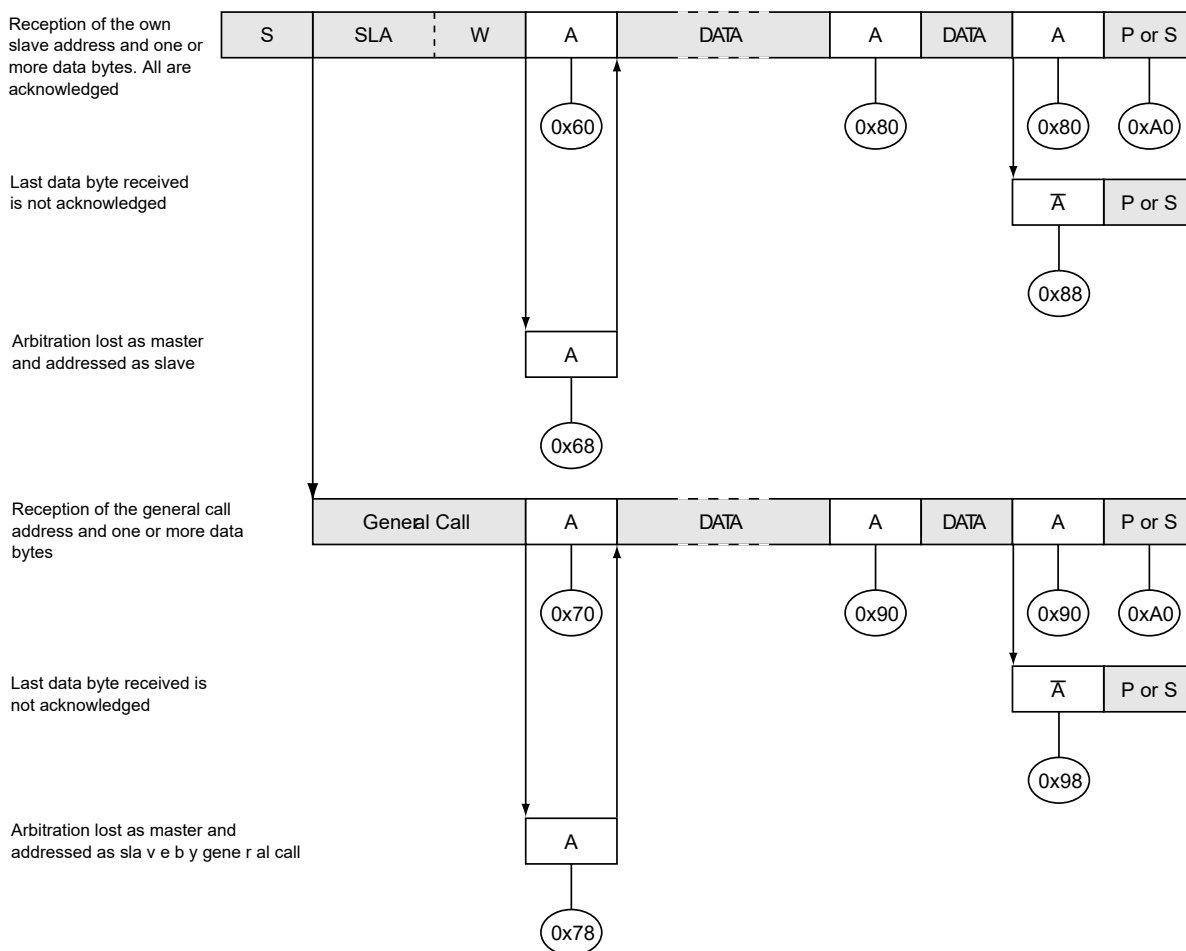 Reception of the own
slave address and one or
more data bytes. All are
acknowledged
S SLA W A DATA A DATA A P or S
0x60 0x80 0x80 0xA0
Last data byte received
is not acknowledged
A̅ P or S
0x88
Arbitration lost as master
and addressed as slave
A
0x68
Reception of the general call
address and one or more data
bytes
General Call A DATA A DATA A P or S
0x70 0x90 0x90 0xA0
Last data byte received is
not acknowledged
A̅ P or S
0x98
Arbitration lost as master and
addressed as sla v e b y gene r al call
A
0x78